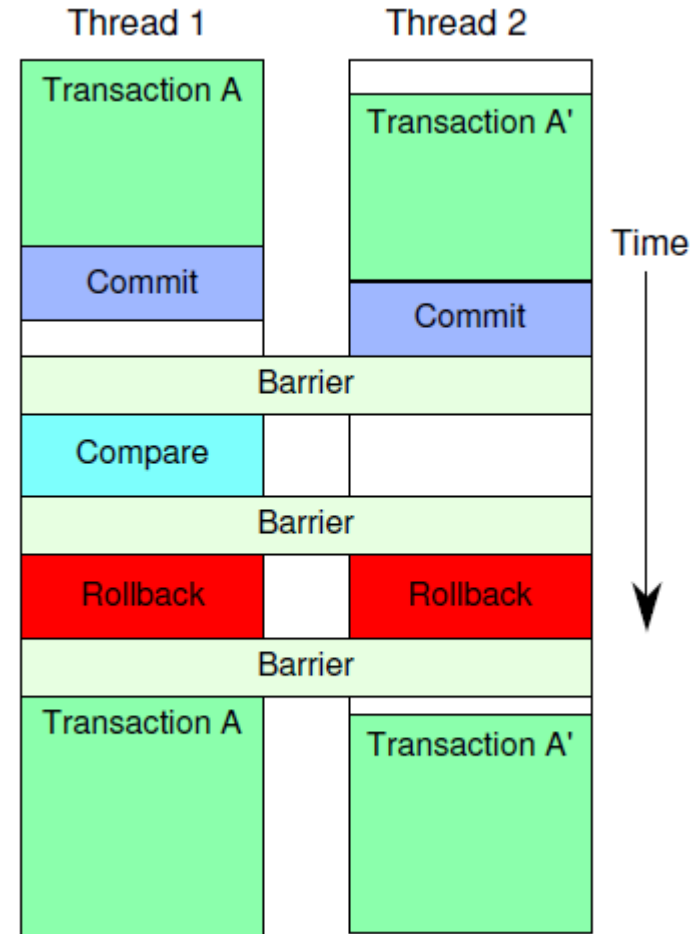 Thread 1
Thread 2
Transaction A
Transaction A'
Time
Commit
Commit
Barrier
Compare
Barrier
Rollback
Rollback
Barrier
Transaction A
Transaction A'